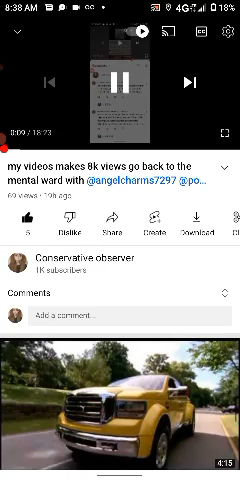 8:38 AM
4G
18%
0:09 / 18:23
my videos makes 8k views go back to the
mental ward with @angelcharms7297 @po...
69 views • 19h ago
5 Dislike Share Create Download
Conservative observer
1K subscribers
Comments
Add a comment...
4:15